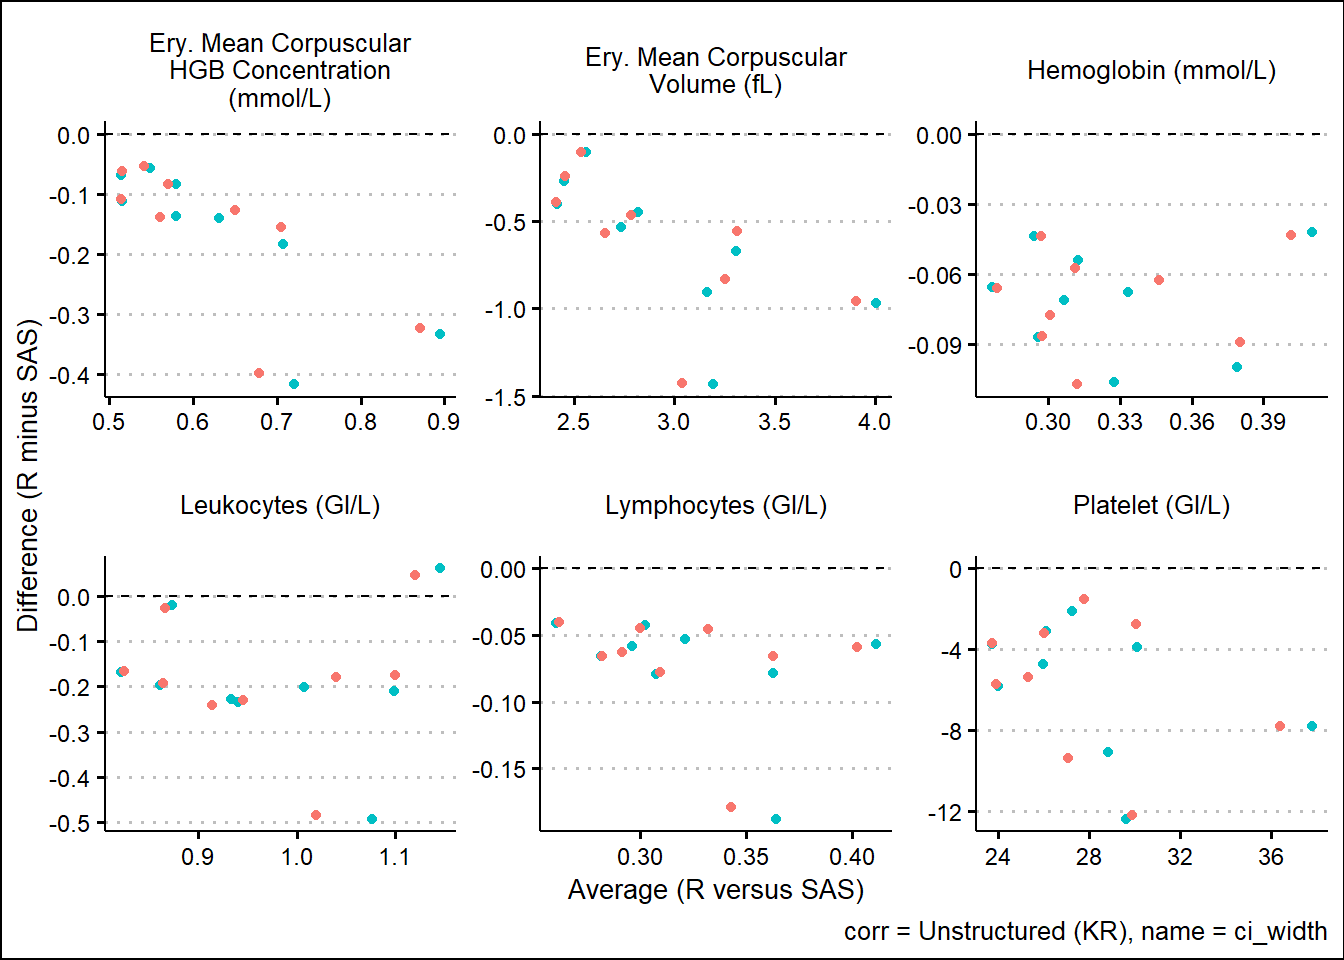 Ery. Mean Corpuscular
HGB Concentration
(mmol/L)
Ery. Mean Corpuscular
Volume (fL)
Hemoglobin (mmol/L)
0.0
-0.1
-0.2
-0.3
-0.4
0.5 0.6 0.7 0.8 0.9
0.0
-0.5
-1.0
-1.5
2.5 3.0 3.5 4.0
0.00
-0.03
-0.06
-0.09
0.30 0.33 0.36 0.39
Difference (R minus SAS)
Leukocytes (GI/L)
Lymphocytes (GI/L)
Platelet (GI/L)
0.0
-0.1
-0.2
-0.3
-0.4
-0.5
0.9 1.0 1.1
0.00
-0.05
-0.10
-0.15
0.30 0.35 0.40
0
-4
-8
-12
24 28 32 36
Average (R versus SAS)
corr = Unstructured (KR), name = ci_width